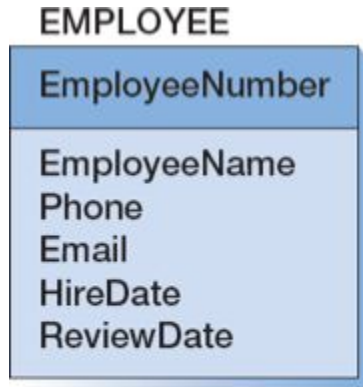 EMPLOYEE
EmployeeNumber
EmployeeName
Phone
Email
HireDate
ReviewDate